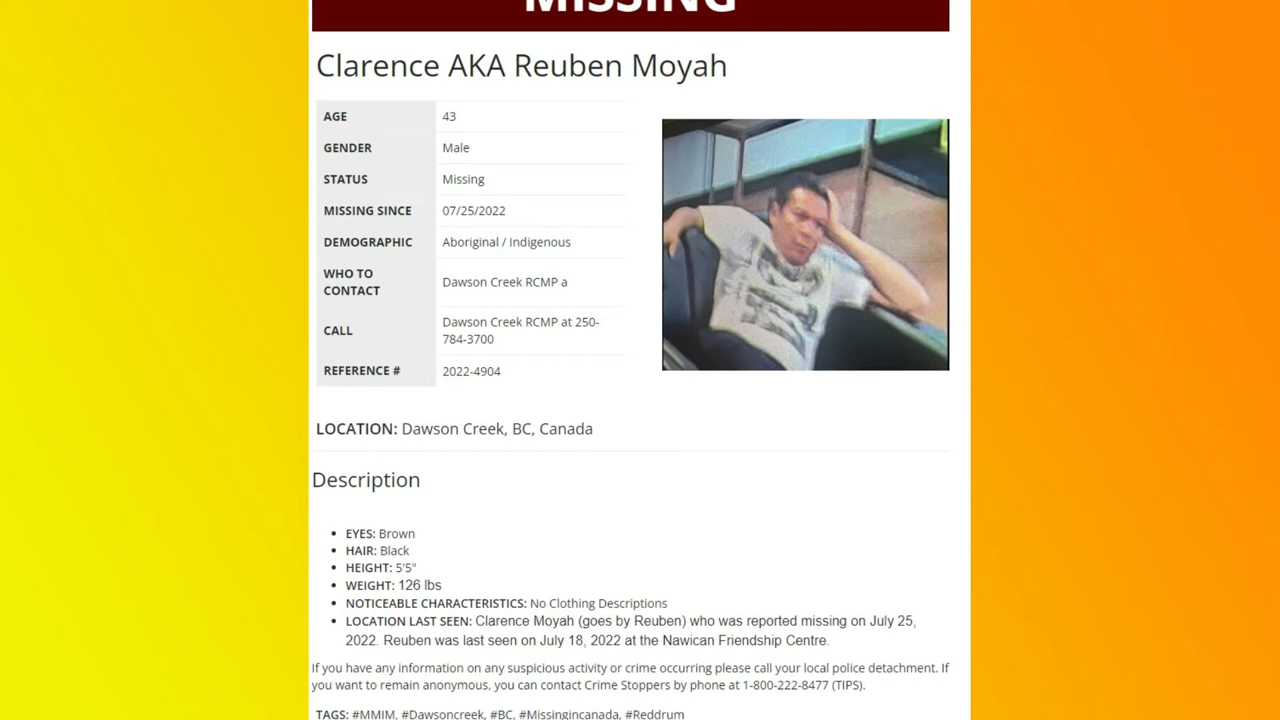 MISSING
Clarence AKA Reuben Moyah
AGE 43
GENDER Male
STATUS Missing
MISSING SINCE 07/25/2022
DEMOGRAPHIC Aboriginal / Indigenous
WHO TO
CONTACT
Dawson Creek RCMP a
CALL
Dawson Creek RCMP at 250-
784-3700
REFERENCE # 2022-4904
LOCATION: Dawson Creek, BC, Canada
Description
• EYES: Brown
• HAIR: Black
• HEIGHT: 5'5"
• WEIGHT: 126 lbs
• NOTICEABLE CHARACTERISTICS: No Clothing Descriptions
• LOCATION LAST SEEN: Clarence Moyah (goes by Reuben) who was reported missing on July 25,
2022. Reuben was last seen on July 18, 2022 at the Nawican Friendship Centre.
If you have any information on any suspicious activity or crime occurring please call your local police detachment. If
you want to remain anonymous, you can contact Crime Stoppers by phone at 1-800-222-8477 (TIPS).
TAGS: #MMIM, #Dawsoncreek, #BC, #Missingincanada, #Reddrum